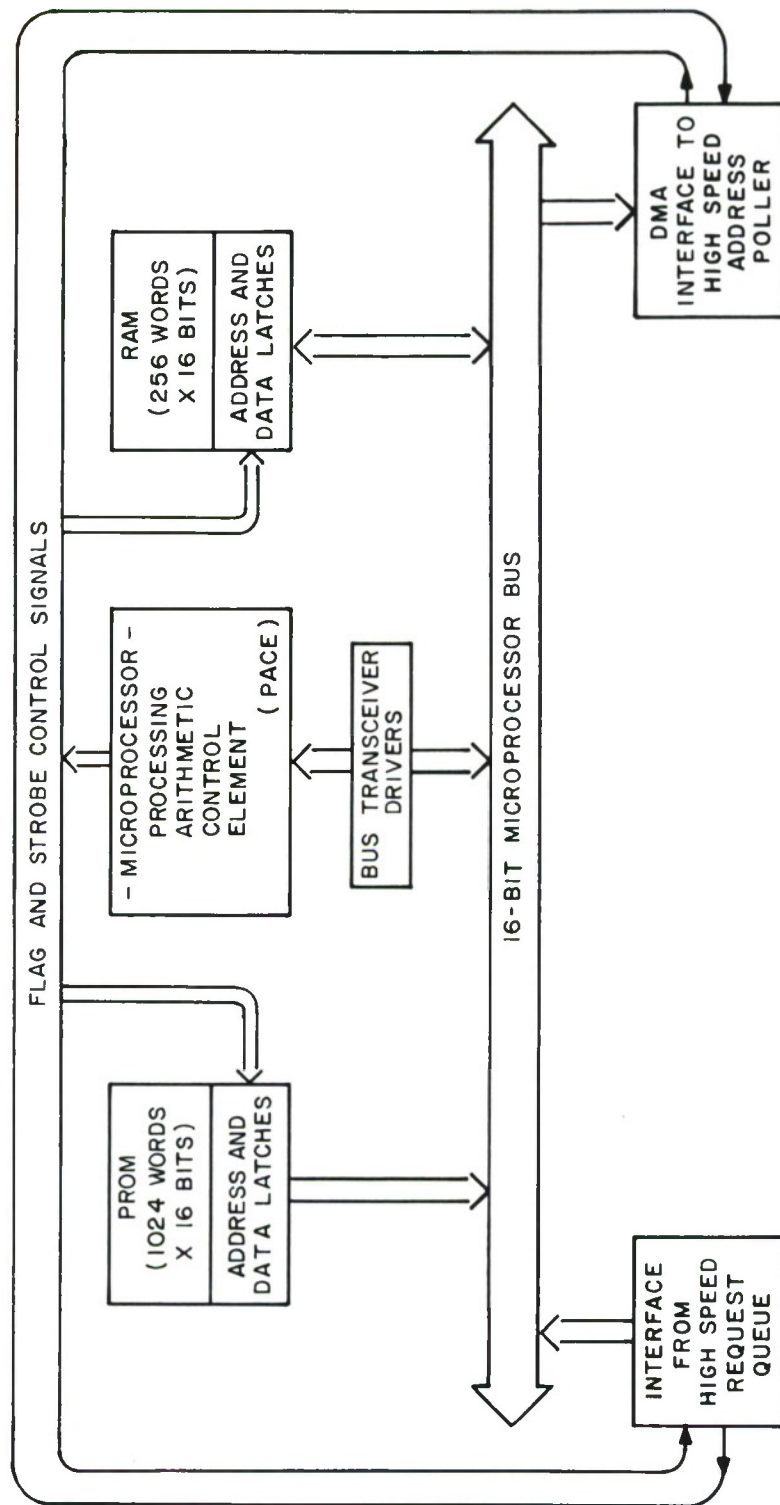 FLAG AND STROBE CONTROL SIGNALS
PROM
(1024 WORDS
X 16 BITS)
ADDRESS AND
DATA LATCHES
- MICROPROCESSOR -
PROCESSING
ARITHMETIC
CONTROL
ELEMENT (PACE)
RAM
(256 WORDS
X 16 BITS)
ADDRESS AND
DATA LATCHES
BUS TRANSCEIVER
DRIVERS
16-BIT MICROPROCESSOR BUS
INTERFACE
FROM
HIGH SPEED
REQUEST
QUEUE
DMA
INTERFACE TO
HIGH SPEED
ADDRESS
POLLER